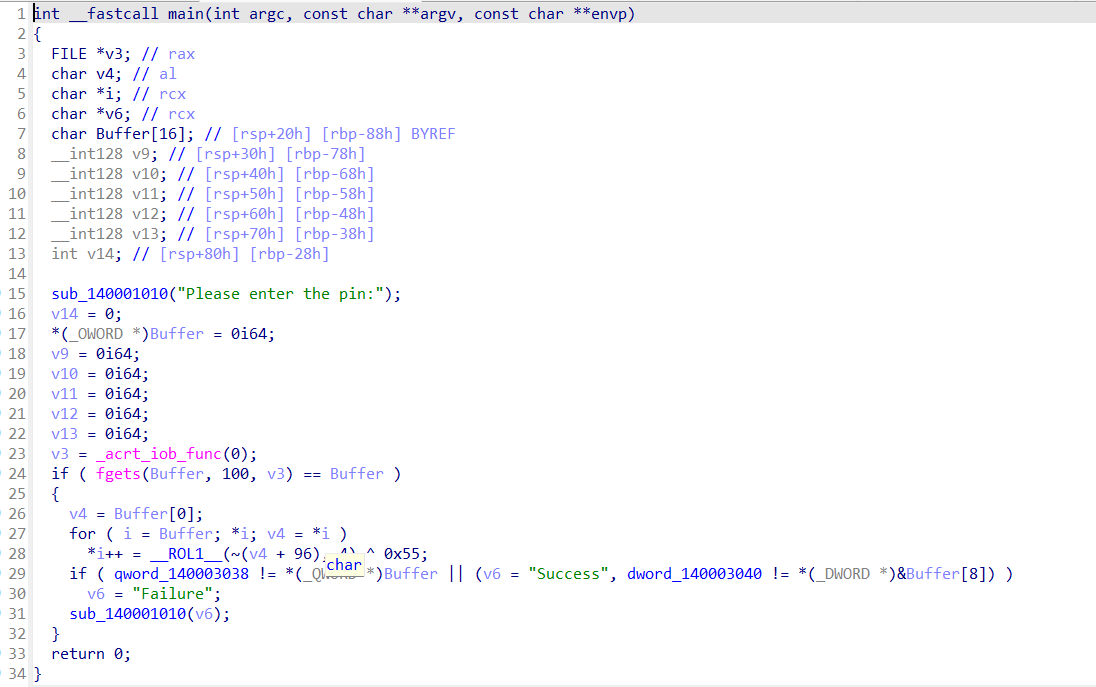 1 int __fastcall main(int argc, const char **argv, const char **envp)
2 {
3 FILE *v3; // rax
4 char v4; // al
5 char *i; // rcx
6 char *v6; // rcx
7 char Buffer[16]; // [rsp+20h] [rbp-88h] BYREF
8 __int128 v9; // [rsp+30h] [rbp-78h]
9 __int128 v10; // [rsp+40h] [rbp-68h]
10 __int128 v11; // [rsp+50h] [rbp-58h]
11 __int128 v12; // [rsp+60h] [rbp-48h]
12 __int128 v13; // [rsp+70h] [rbp-38h]
13 int v14; // [rsp+80h] [rbp-28h]
14
15 sub_140001010("Please enter the pin:");
16 v14 = 0;
17 *(_OWORD *)Buffer = 0i64;
18 v9 = 0i64;
19 v10 = 0i64;
20 v11 = 0i64;
21 v12 = 0i64;
22 v13 = 0i64;
23 v3 = _acrt_iob_func(0);
24 if ( fgets(Buffer, 100, v3) == Buffer )
25 {
26 v4 = Buffer[0];
27 for ( i = Buffer; *i; v4 = *i )
28 *i++ = __ROL1__(~(v4 + 96), 4) ^ 0x55;
char
29 if ( qword_140003038 != *(_QWORD *)Buffer || (v6 = "Success", dword_140003040 != *(_DWORD *)&Buffer[8]) )
30 v6 = "Failure";
31 sub_140001010(v6);
32 }
33 return 0;
34 }